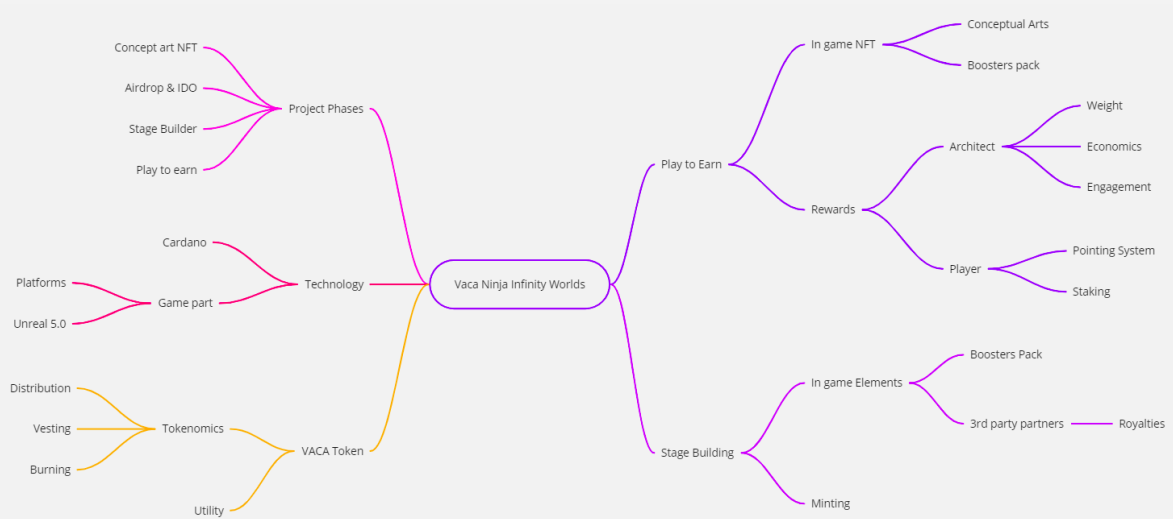 Vaca Ninja Infinity Worlds
Project Phases
Concept art NFT
Airdrop & IDO
Stage Builder
Play to earn
Technology
Cardano
Game part
Platforms
Unreal 5.0
VACA Token
Tokenomics
Distribution
Vesting
Burning
Utility
Play to Earn
In game NFT
Conceptual Arts
Boosters pack
Rewards
Architect
Weight
Economics
Engagement
Player
Pointing System
Staking
Stage Building
In game Elements
Boosters Pack
3rd party partners
Royalties
Minting